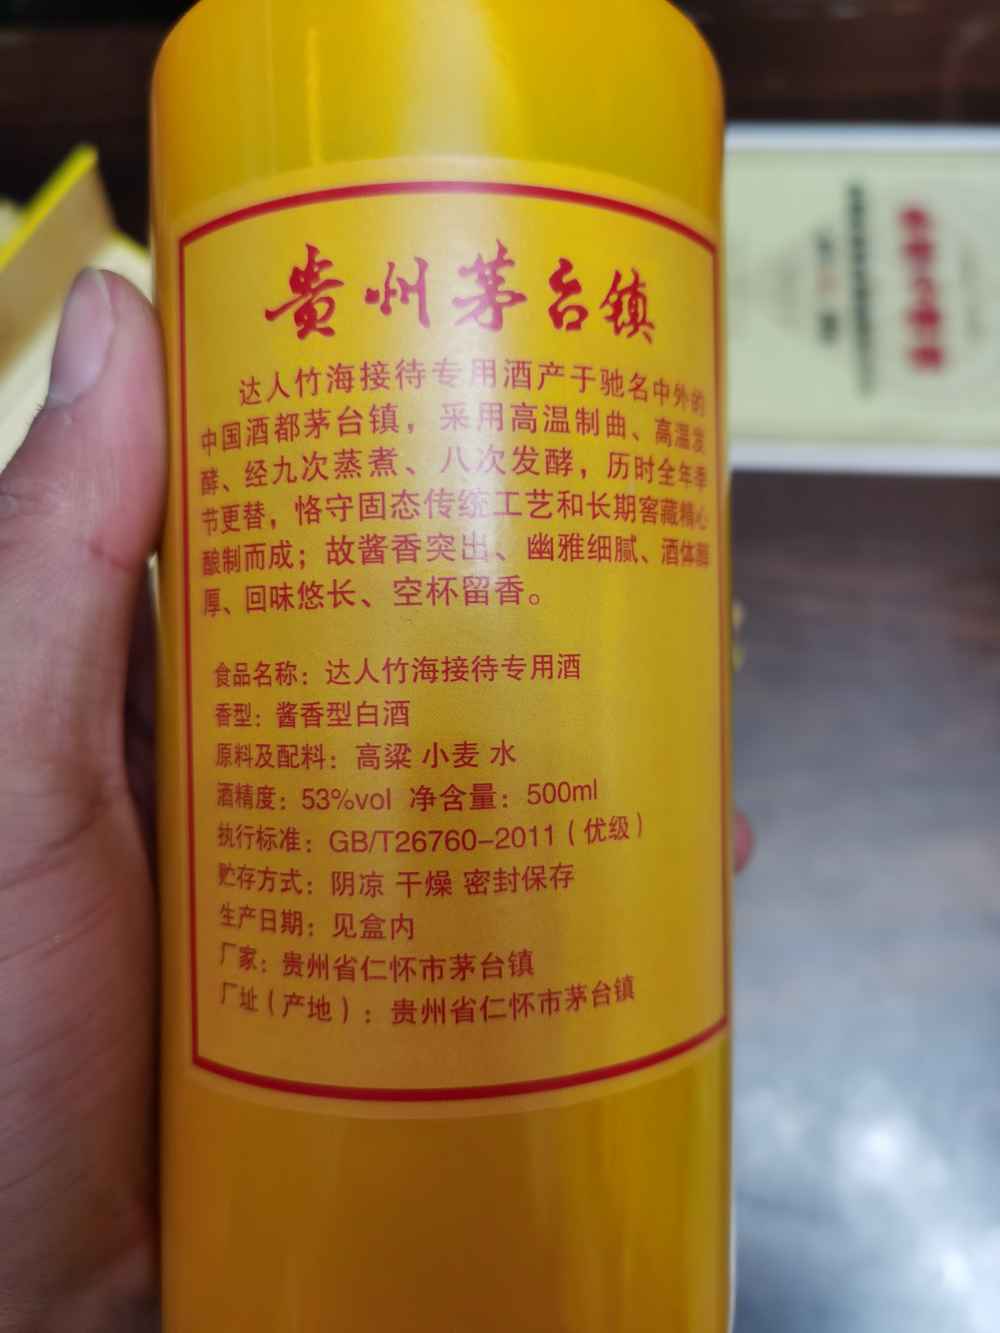 贵州茅台镇
达人竹海接待专用酒产于驰名中外的
中国酒都茅台镇，采用高温制曲、高温发
酵、经九次蒸煮、八次发酵，历时全年季
节更替，恪守固态传统工艺和长期窖藏精心
酿制而成；故酱香突出、幽雅细腻、酒体醇
厚、回味悠长、空杯留香。
食品名称：达人竹海接待专用酒
香型：酱香型白酒
原料及配料：高粱 小麦 水
酒精度：53%vol 净含量：500ml
执行标准：GB/T26760-2011（优级）
贮存方式：阴凉 干燥 密封保存
生产日期：见盒内
厂家：贵州省仁怀市茅台镇
厂址（产地）：贵州省仁怀市茅台镇